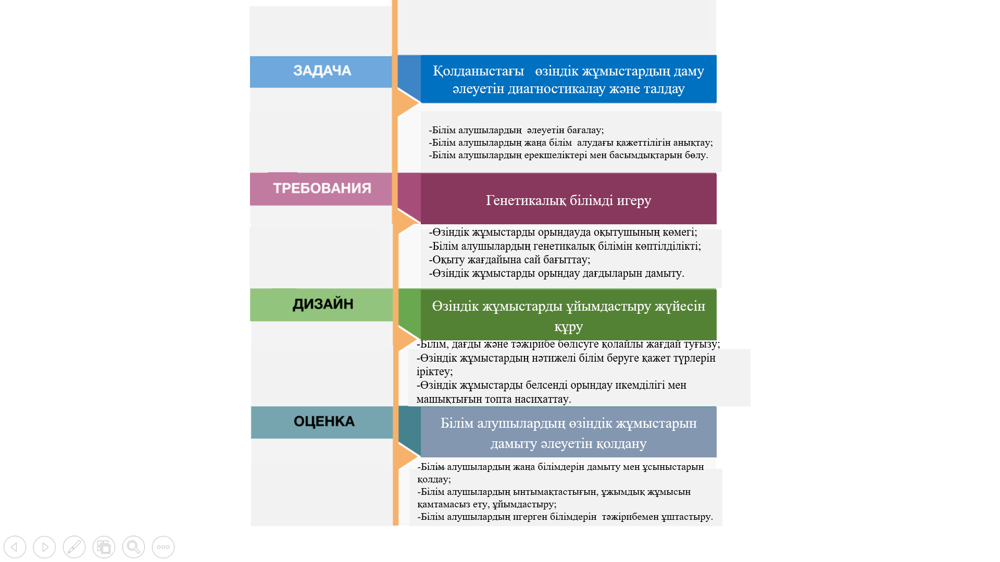 ЗАДАЧА
Қолданыстағы өзіндік жұмыстардың даму
әлеуетін диагностикалау және талдау
-Білім алушылардың әлеуетін бағалау;
-Білім алушылардың жаңа білім алудағы қажеттілігін анықтау;
-Білім алушылардың ерекшеліктері мен басымдықтарын бөлу.
ТРЕБОВАНИЯ
Генетикалық білімді игеру
-Өзіндік жұмыстарды орындауда оқытушының көмегі;
-Білім алушылардың генетикалық білімін көптілділікті;
-Оқыту жағдайына сай бағыттау;
-Өзіндік жұмыстарды орындау дағдыларын дамыту.
ДИЗАЙН
Өзіндік жұмыстарды ұйымдастыру жүйесін
құру
-Білім, дағды және тәжірибе бөлісуге қолайлы жағдай туғызу;
-Өзіндік жұмыстардың нәтижелі білім беруге қажет түрлерін
іріктеу;
-Өзіндік жұмыстарды белсенді орындау икемділігі мен
машықтығын топта насихаттау.
ОЦЕНКА
Білім алушылардың өзіндік жұмыстарын
дамыту әлеуетін қолдану
-Білім алушылардың жаңа білімдерін дамыту мен ұсыныстарын
қолдау;
-Білім алушылардың ынтымақтастығын, ұжымдық жұмысын
қамтамасыз ету, ұйымдастыру;
-Білім алушылардың игерген білімдерін тәжірибемен ұштастыру.